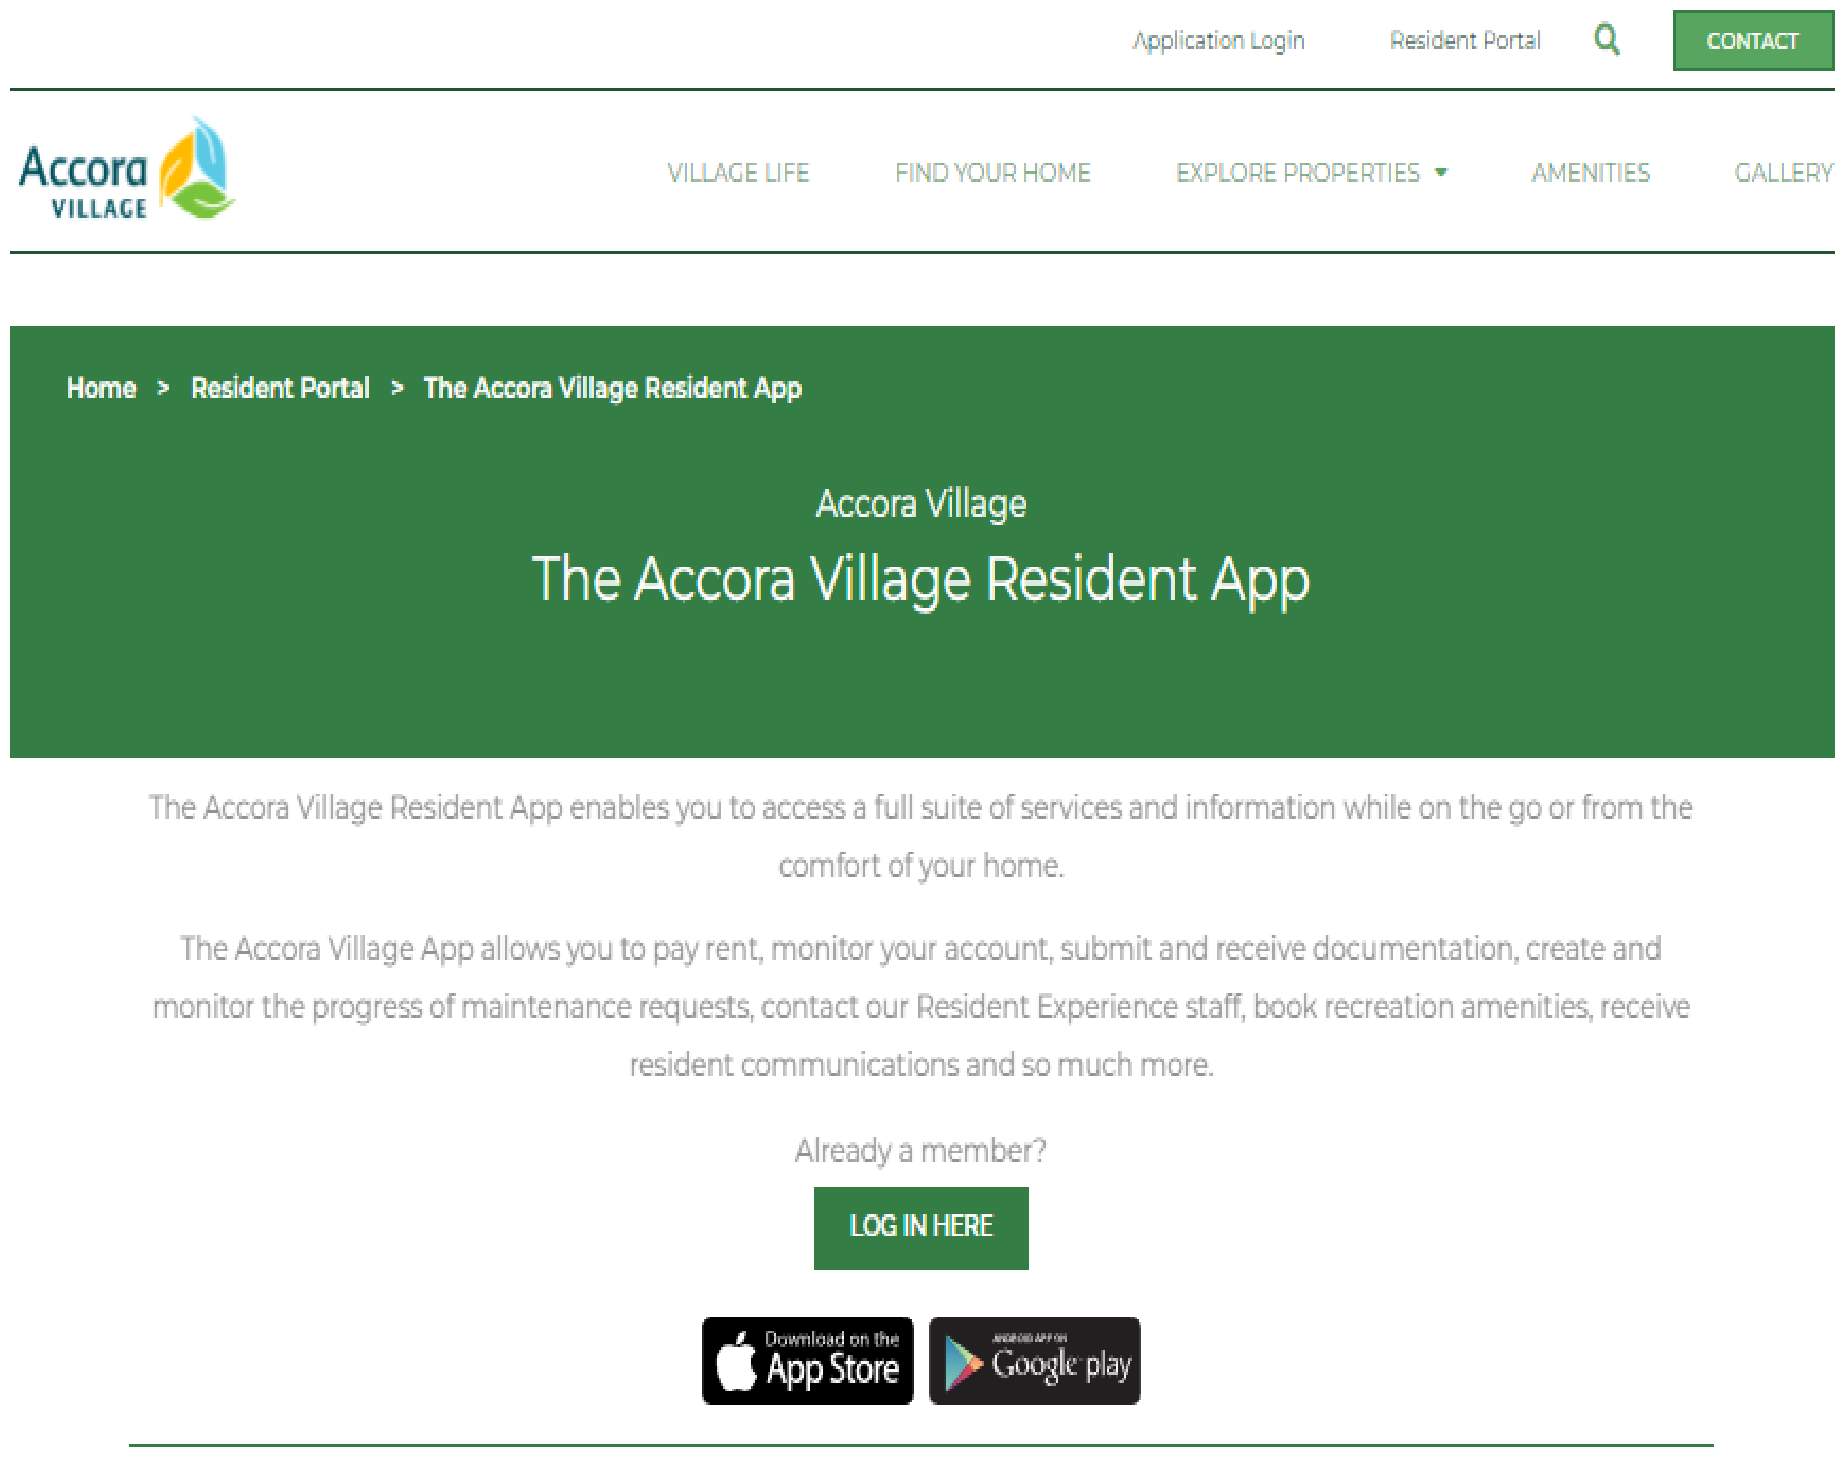 Application Login Resident Portal CONTACT
Accora
VILLAGE
VILLAGE LIFE FIND YOUR HOME EXPLORE PROPERTIES AMENITIES GALLERY
Home > Resident Portal > The Accora Village Resident App
Accora Village
The Accora Village Resident App
The Accora Village Resident App enables you to access a full suite of services and information while on the go or from the
comfort of your home.
The Accora Village App allows you to pay rent, monitor your account, submit and receive documentation, create and
monitor the progress of maintenance requests, contact our Resident Experience staff, book recreation amenities, receive
resident communications and so much more.
Already a member?
LOG IN HERE
Download on the
App Store
ANDROID APP ON
Google play